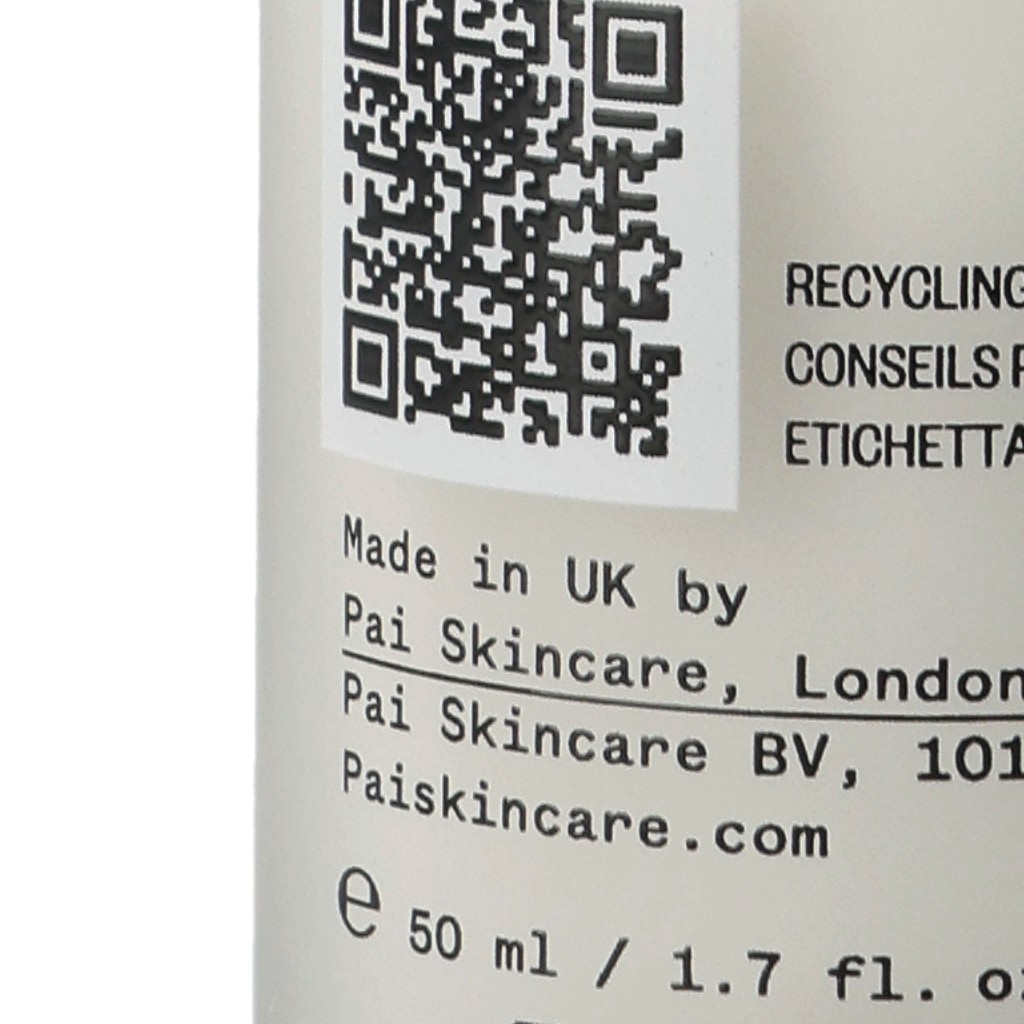 RECYCLING
CONSEILS
ETICHETTA
Made in UK by
Pai Skincare, London
Pai Skincare BV, 101
Paiskincare.com
e 50 ml / 1.7 fl. oz